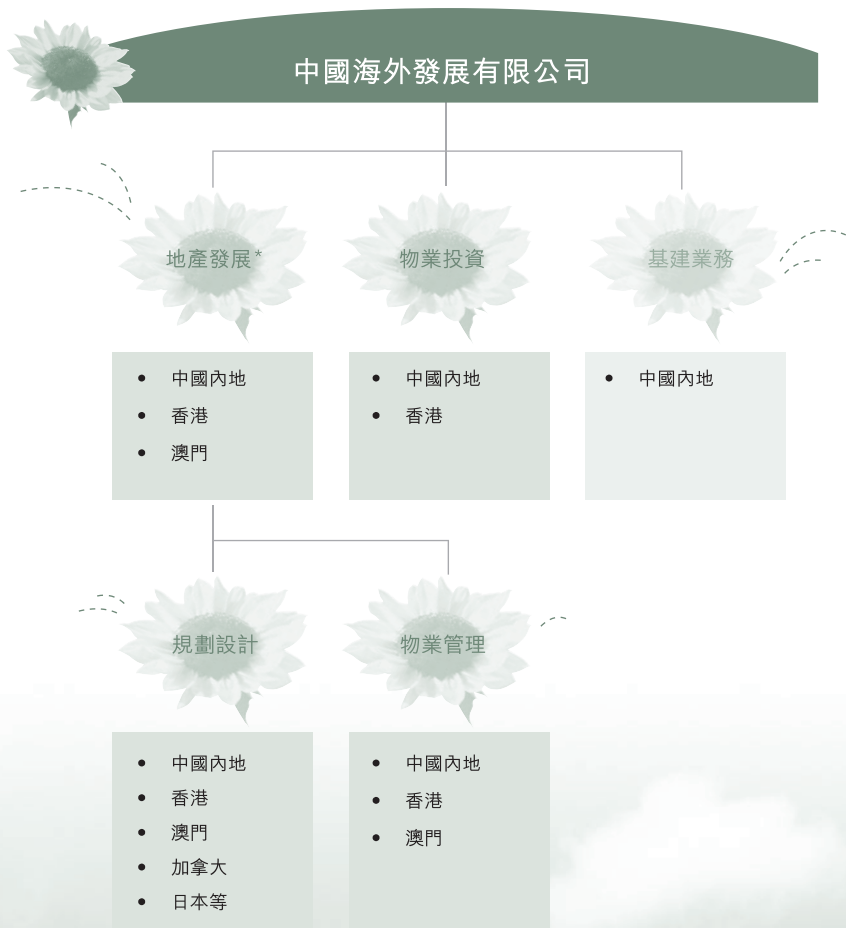 中國海外發展有限公司
地產發展*
物業投資
基建業務
• 中國內地
• 香港
• 澳門
• 中國內地
• 香港
• 中國內地
規劃設計
物業管理
• 中國內地
• 香港
• 澳門
• 加拿大
• 日本等
• 中國內地
• 香港
• 澳門